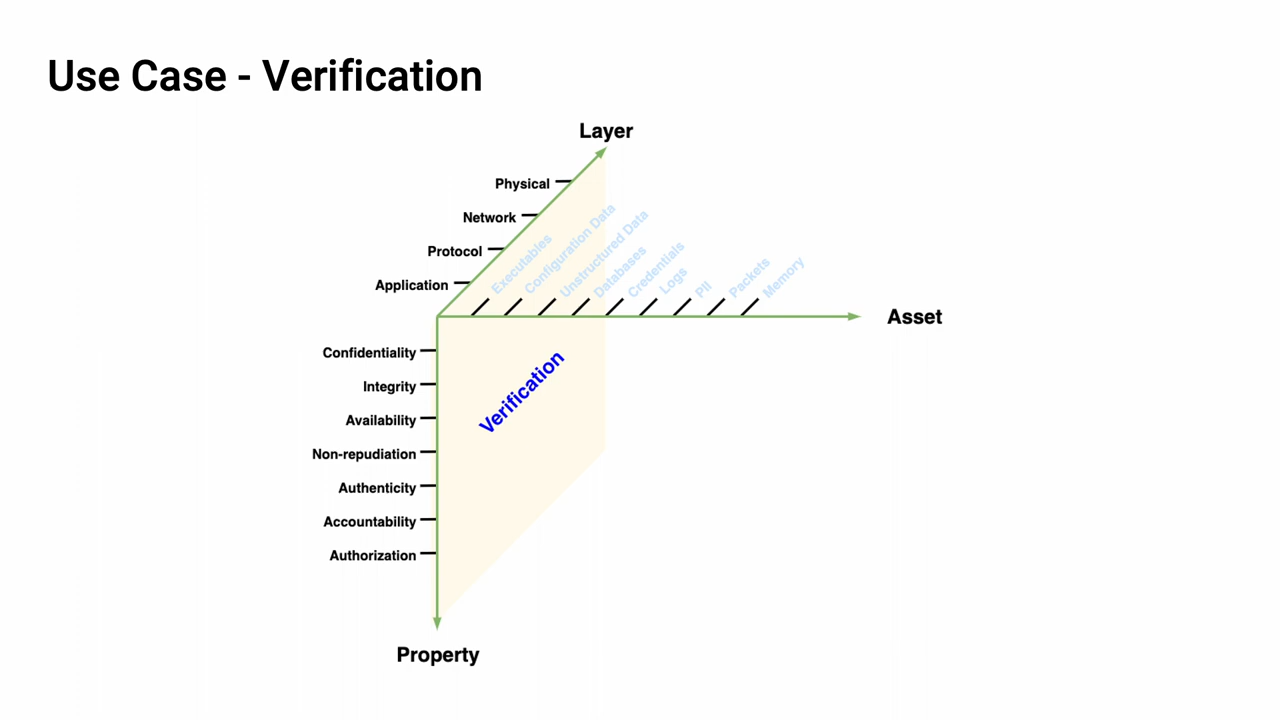 Use Case - Verification
Layer
Physical
Network
Protocol
Application
Executables
Configuration Data
Unstructured Data
Databases
Credentials
Logs
PII
Packets
Memory
Asset
Confidentiality
Integrity
Availability
Non-repudiation
Authenticity
Accountability
Authorization
Verification
Property